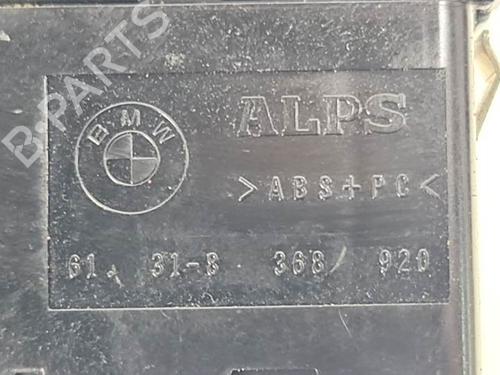 B-PARTS
BMW
ALPS
>ABS+PC<
61. 31-8 368 920